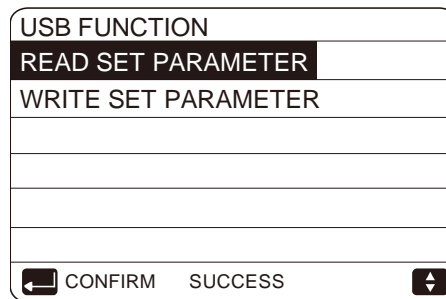 USB FUNCTION
READ SET PARAMETER
WRITE SET PARAMETER
CONFIRM SUCCESS